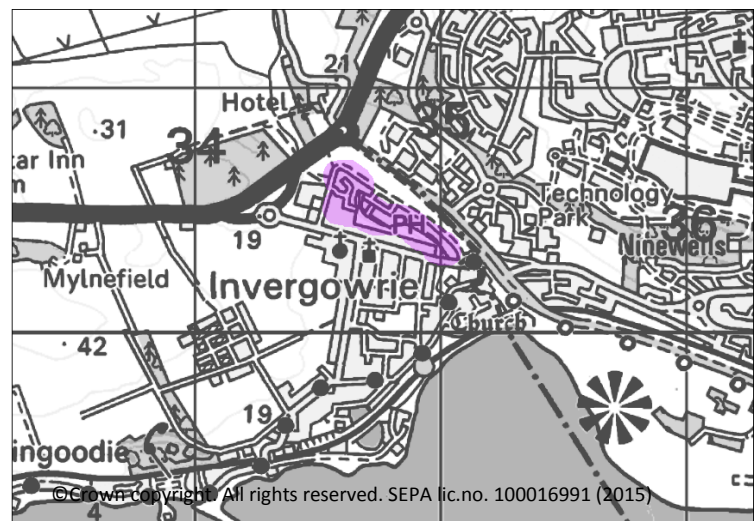 21
Hotel
31
34
35
tar Inn
m
Technology
Park
PH
36
19
Ninewells
Mylnefield
Invergowrie
Church
42
19
ingoodie
4
©Crown copyright. All rights reserved. SEPA lic.no. 100016991 (2015)